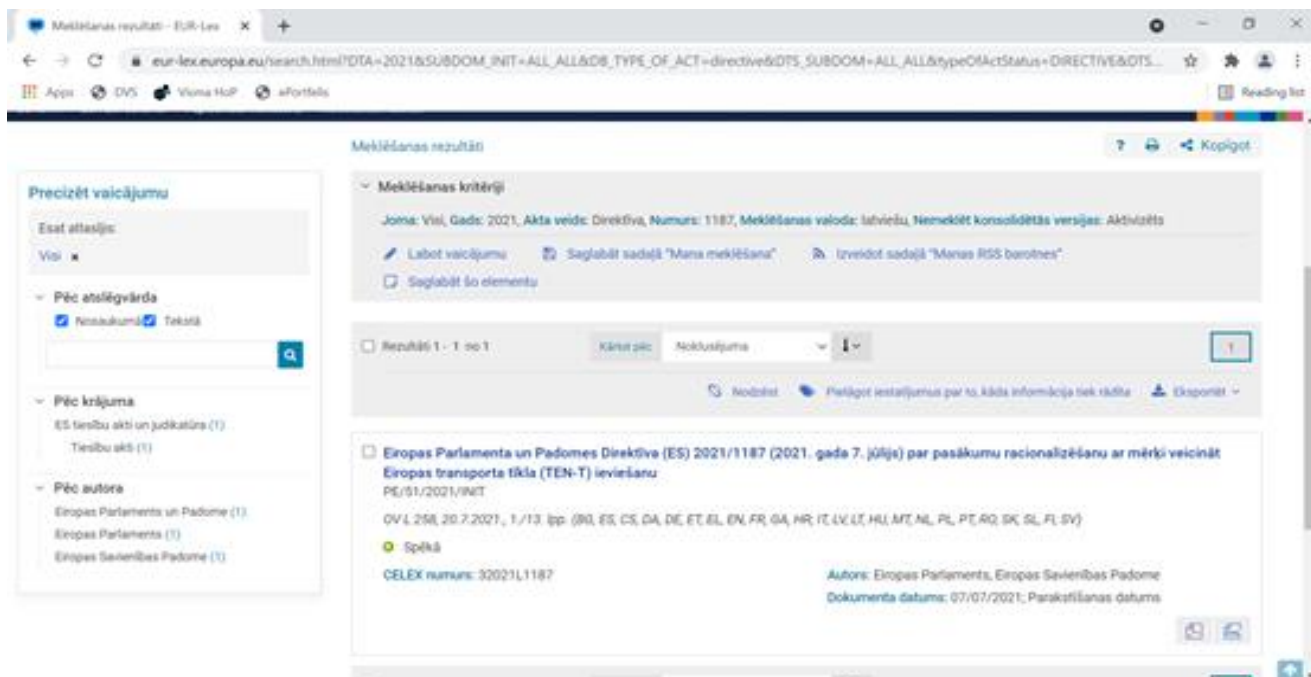 Meklēšanas rezultāti - EUR-Lex
eur-lex.europa.eu/search.html?DTA=2021&SUBDOM_INIT=ALL_ALL&DB_TYPE_OF_ACT=directive&DTS_SUBDOM=ALL_ALL&typeOfActStatus=DIRECTIVE&DTS...
Apps DVS Visma HoP ePortfelis Reading list
Meklēšanas rezultāti
? Kopīgot
Precizēt vaicājumu
Esat atlasījis:
Visi
Pēc atslēgvārda
Nosaukumā Tekstā
Pēc krājuma
ES tiesību akti un judikatūra (1)
Tiesību akti (1)
Pēc autora
Eiropas Parlaments un Padome (1)
Eiropas Parlaments (1)
Eiropas Savienības Padome (1)
Meklēšanas kritēriji
Joma: Visi, Gads: 2021, Akta veids: Direktīva, Numurs: 1187, Meklēšanas valoda: latviešu, Nemeklēt konsolidētās versijas: Aktivizēts
Labot vaicājumu Saglabāt sadaļā "Mana meklēšana" Izveidot sadaļā "Manas RSS barotnes"
Saglabāt šo elementu
Rezultāti 1 - 1 no 1 Kārtot pēc Noklusējuma 1
Nodzēst Pielāgot iestatījumus par to, kāda informācija tiek rādīta Eksportēt
Eiropas Parlamenta un Padomes Direktīva (ES) 2021/1187 (2021. gada 7. jūlijs) par pasākumu racionalizēšanu ar mērķi veicināt
Eiropas transporta tīkla (TEN-T) ieviešanu
PE/51/2021/INIT
OV L 258, 20.7.2021., 1./13. lpp. (BG, ES, CS, DA, DE, ET, EL, EN, FR, GA, HR, IT, LV, LT, HU, MT, NL, PL, PT, RO, SK, SL, FI, SV)
Spēkā
CELEX numurs: 32021L1187
Autors: Eiropas Parlaments, Eiropas Savienības Padome
Dokumenta datums: 07/07/2021; Parakstīšanas datums